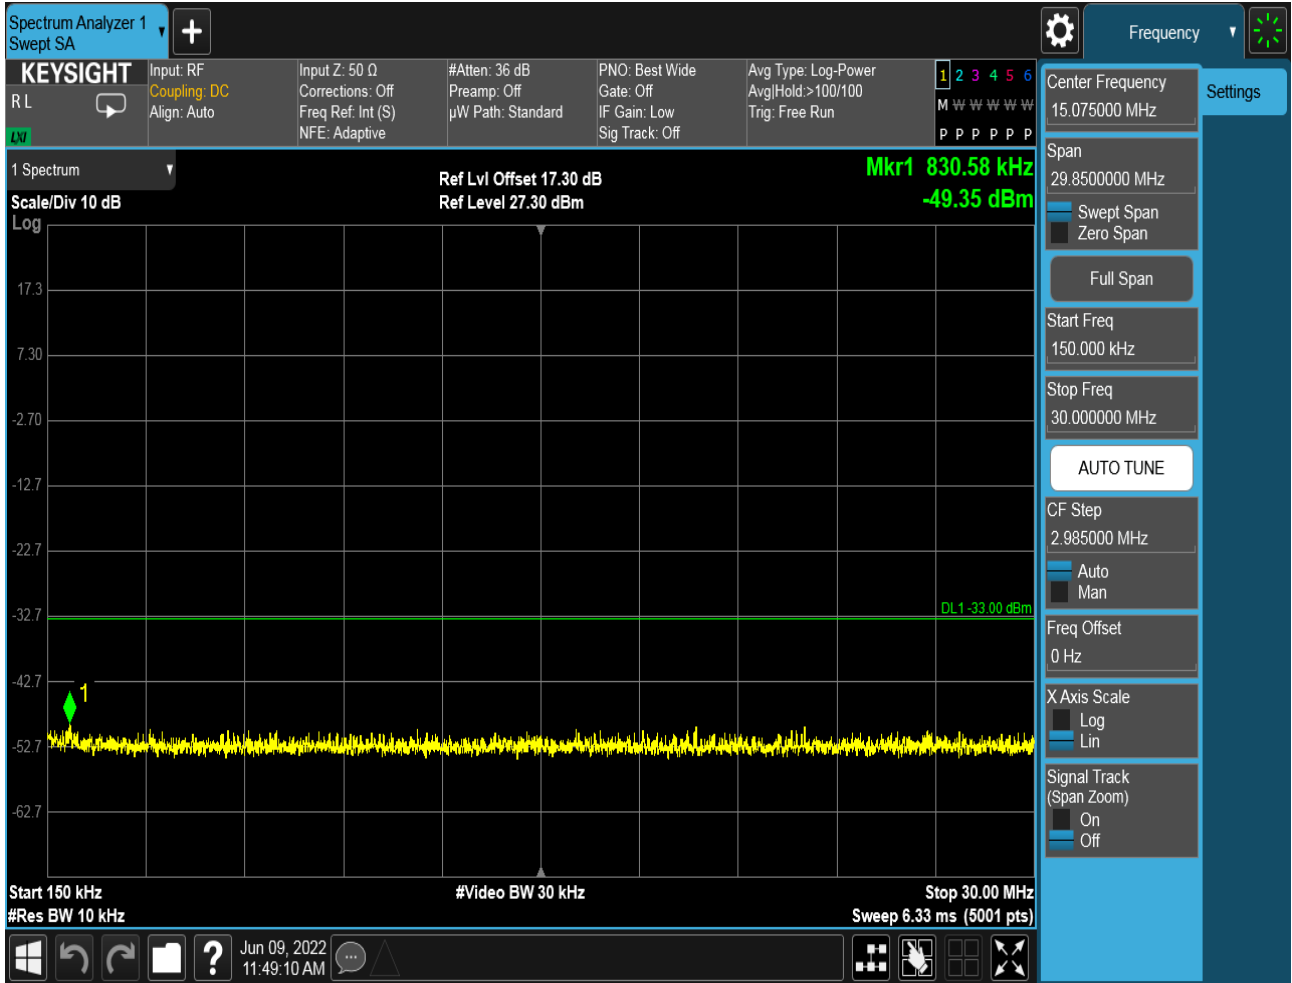 Spectrum Analyzer 1
Swept SA
Frequency
KEYSIGHT
R L
LXI
Input: RF
Coupling: DC
Align: Auto
Input Z: 50 Ω
Corrections: Off
Freq Ref: Int (S)
NFE: Adaptive
#Atten: 36 dB
Preamp: Off
µW Path: Standard
PNO: Best Wide
Gate: Off
IF Gain: Low
Sig Track: Off
Avg Type: Log-Power
Avg|Hold:>100/100
Trig: Free Run
1 2 3 4 5 6
M W W W W W
P P P P P P
1 Spectrum
Scale/Div 10 dB
Log
Ref Lvl Offset 17.30 dB
Ref Level 27.30 dBm
Mkr1 830.58 kHz
-49.35 dBm
17.3
7.30
-2.70
-12.7
-22.7
-32.7
-42.7
-52.7
-62.7
DL1 -33.00 dBm
1
Start 150 kHz
#Res BW 10 kHz
#Video BW 30 kHz
Stop 30.00 MHz
Sweep 6.33 ms (5001 pts)
Jun 09, 2022
11:49:10 AM
Center Frequency
15.075000 MHz
Span
29.8500000 MHz
Swept Span
Zero Span
Full Span
Start Freq
150.000 kHz
Stop Freq
30.000000 MHz
AUTO TUNE
CF Step
2.985000 MHz
Auto
Man
Freq Offset
0 Hz
X Axis Scale
Log
Lin
Signal Track
(Span Zoom)
On
Off
Settings